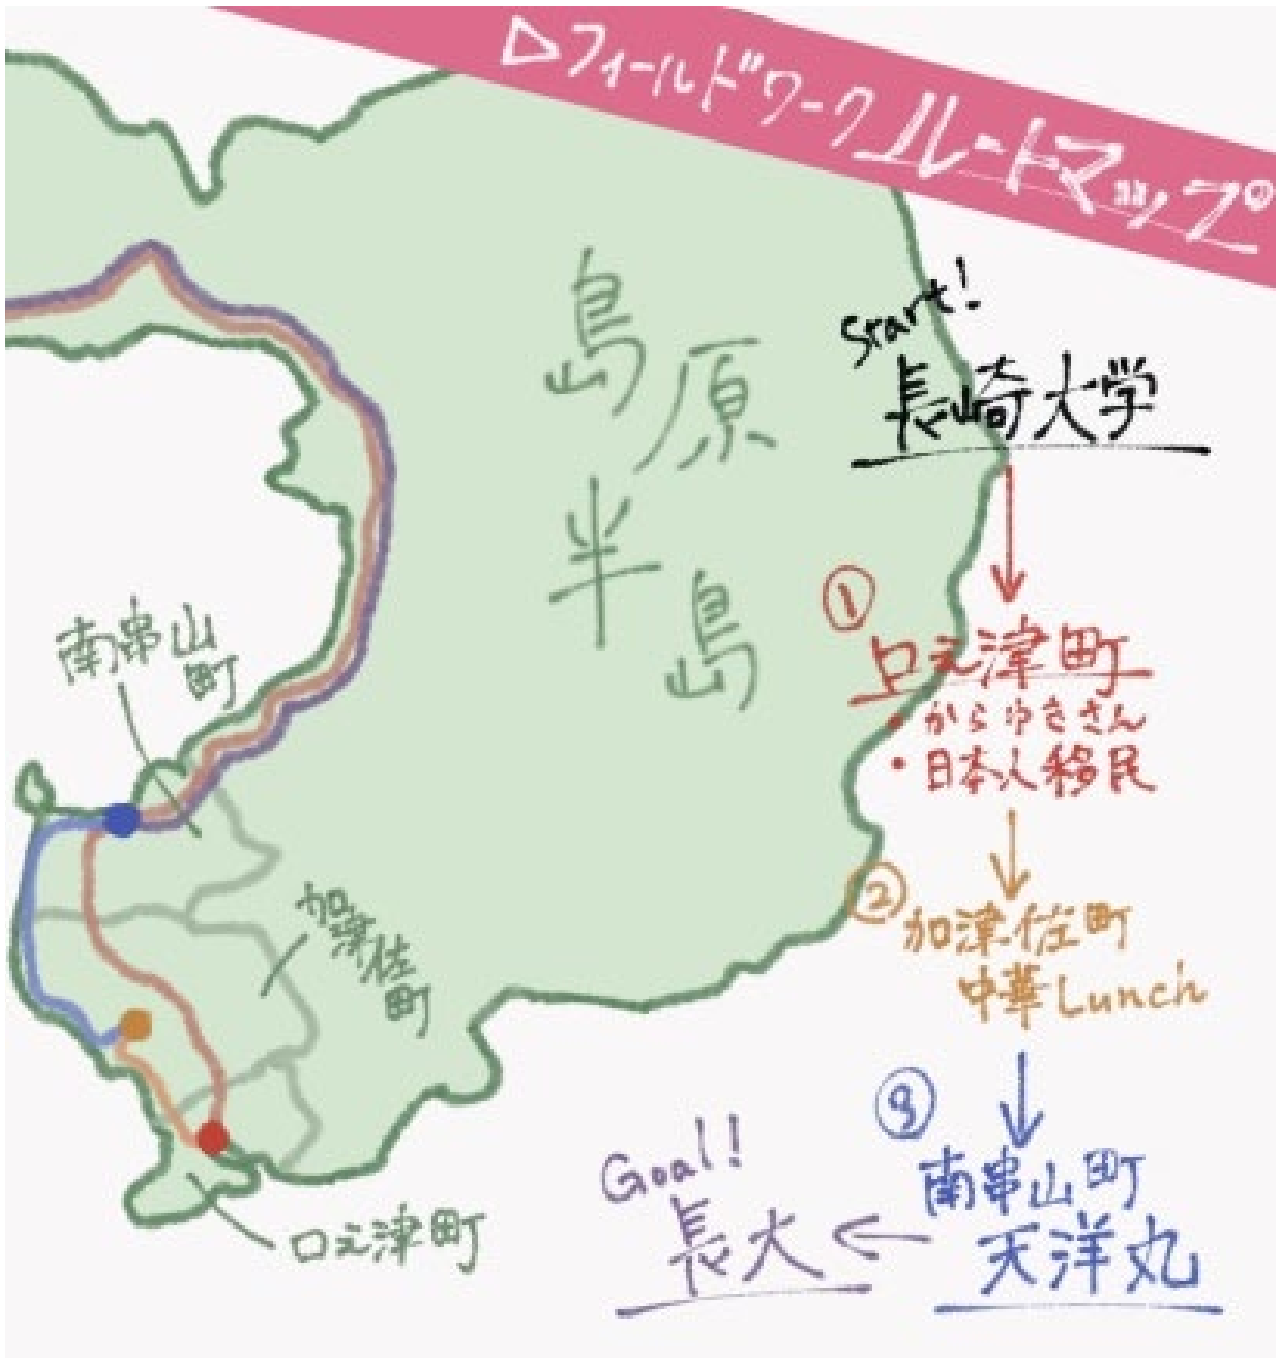 ▷フィールドワークルートマップ
島原半島
Start!
長崎大学
①
口之津町
・からゆきさん
・日本人移民
②
加津佐町
中華Lunch
③
南串山町
天洋丸
Goal!
長大
南串山
町
加津佐町
口之津町